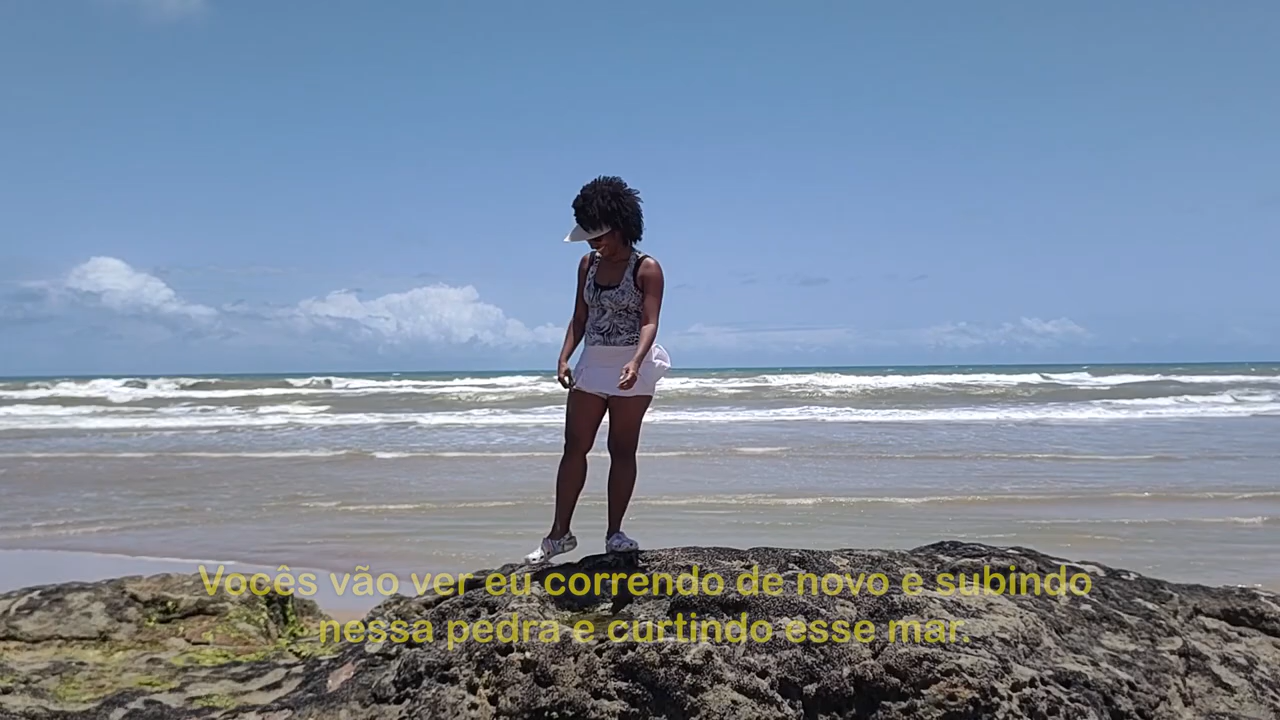 Vocês vão ver eu correndo de novo e subindo
nessa pedra e curtindo esse mar.